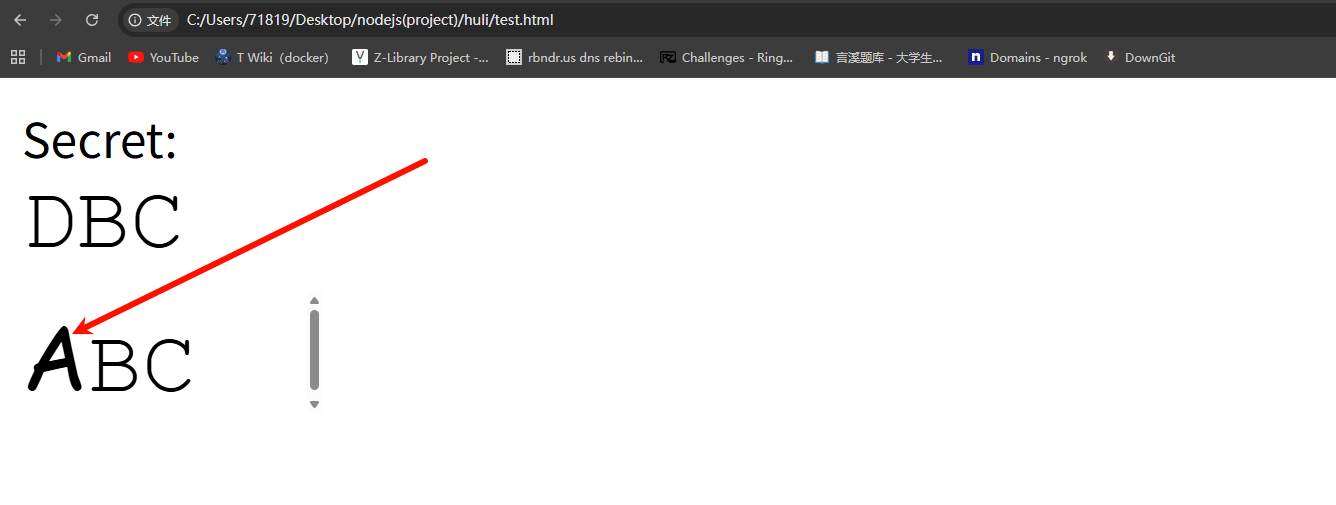 文件 C:/Users/71819/Desktop/nodejs(project)/huli/test.html
Gmail YouTube T Wiki（docker) Z-Library Project -... rbndr.us dns rebin... Challenges - Ring... 言溪题库 - 大学生... Domains - ngrok DownGit
Secret:
DBC
ABC